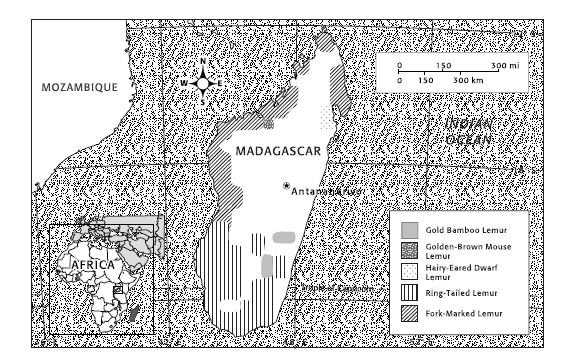 N
W E
S
0 150 300 mi
0 150 300 km
MOZAMBIQUE
INDIAN
OCEAN
MADAGASCAR
Antananarivo
AFRICA
Gold Bamboo Lemur
Golden-Brown Mouse
Lemur
Hairy-Eared Dwarf
Lemur
Ring-Tailed Lemur
Fork-Marked Lemur